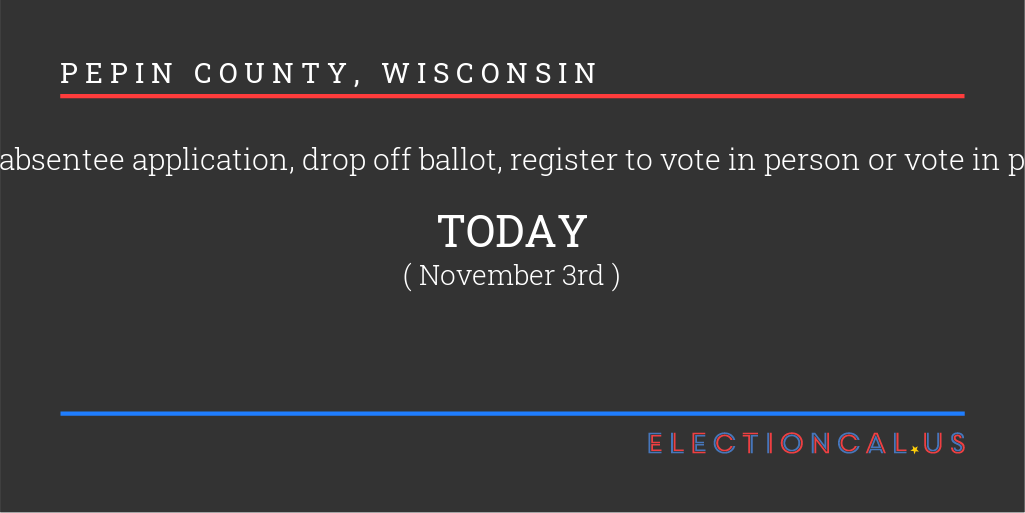 PEPIN COUNTY, WISCONSIN
absentee application, drop off ballot, register to vote in person or vote in p
TODAY
( November 3rd )
ELECTIONCAL.US